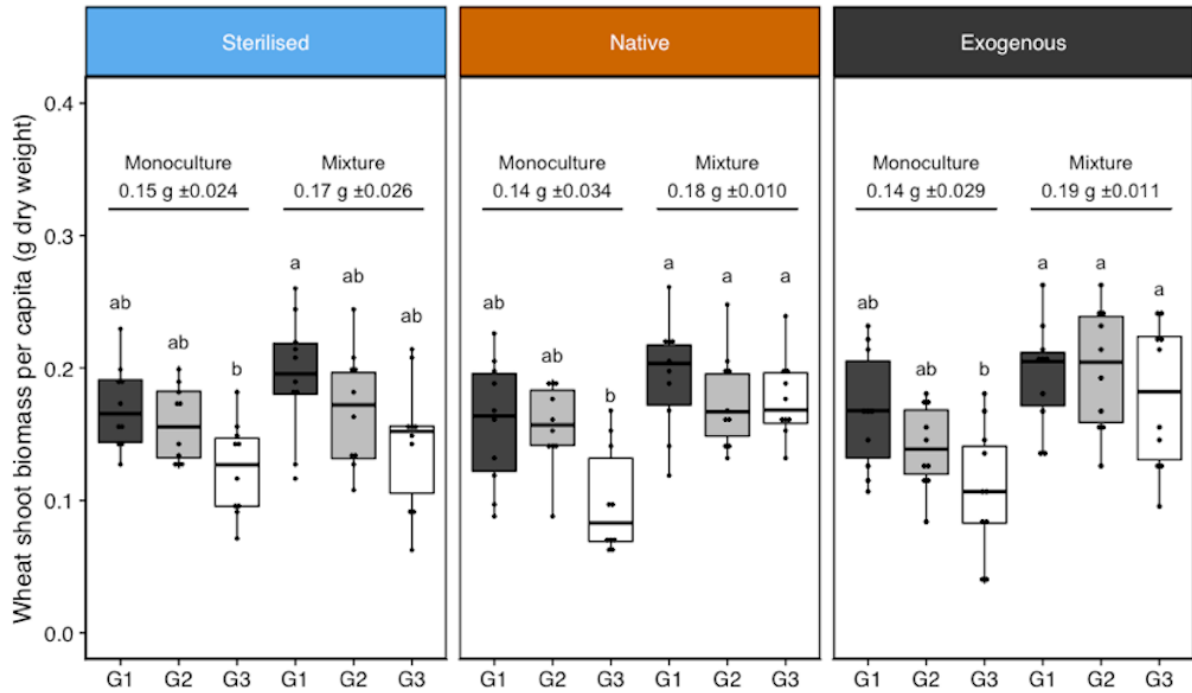 Sterilised
Native
Exogenous
Wheat shoot biomass per capita (g dry weight)
0.4
0.3
0.2
0.1
0.0
Monoculture
0.15 g ±0.024
Mixture
0.17 g ±0.026
ab
ab
b
a
ab
ab
G1 G2 G3 G1 G2 G3
Monoculture
0.14 g ±0.034
Mixture
0.18 g ±0.010
ab
ab
b
a
a
a
G1 G2 G3 G1 G2 G3
Monoculture
0.14 g ±0.029
Mixture
0.19 g ±0.011
ab
ab
b
a
a
a
G1 G2 G3 G1 G2 G3